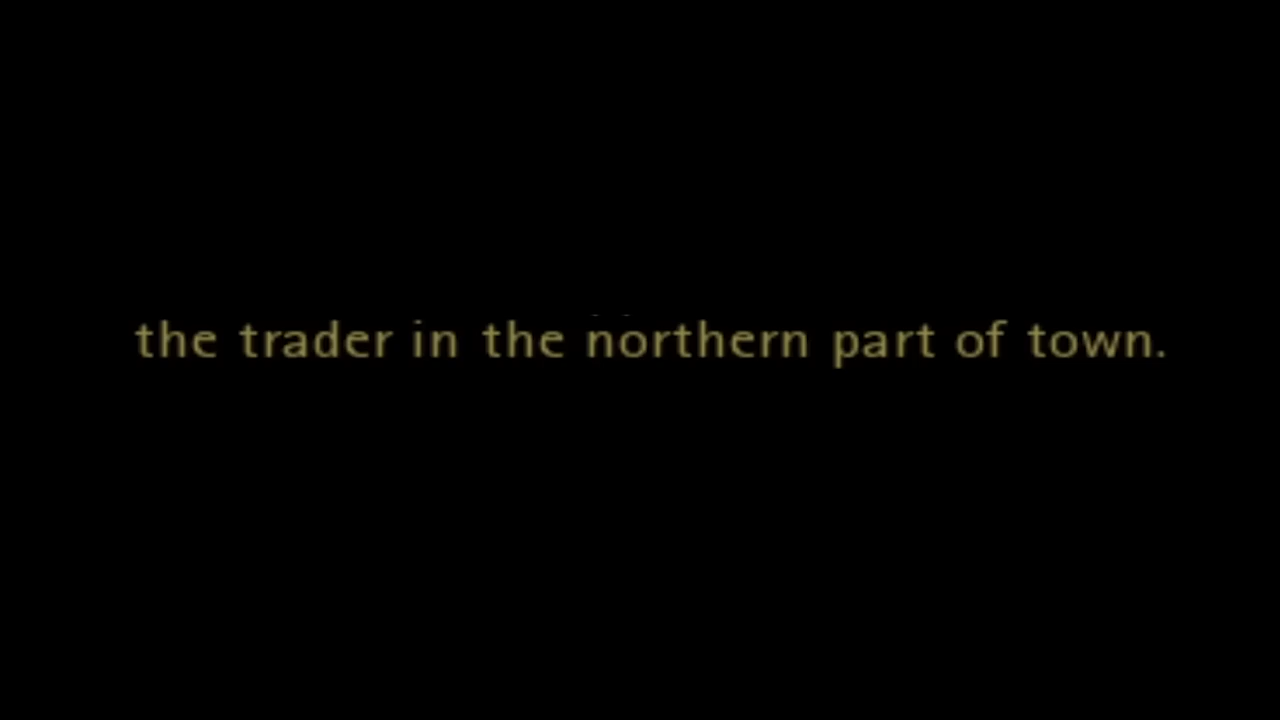 the trader in the northern part of town.